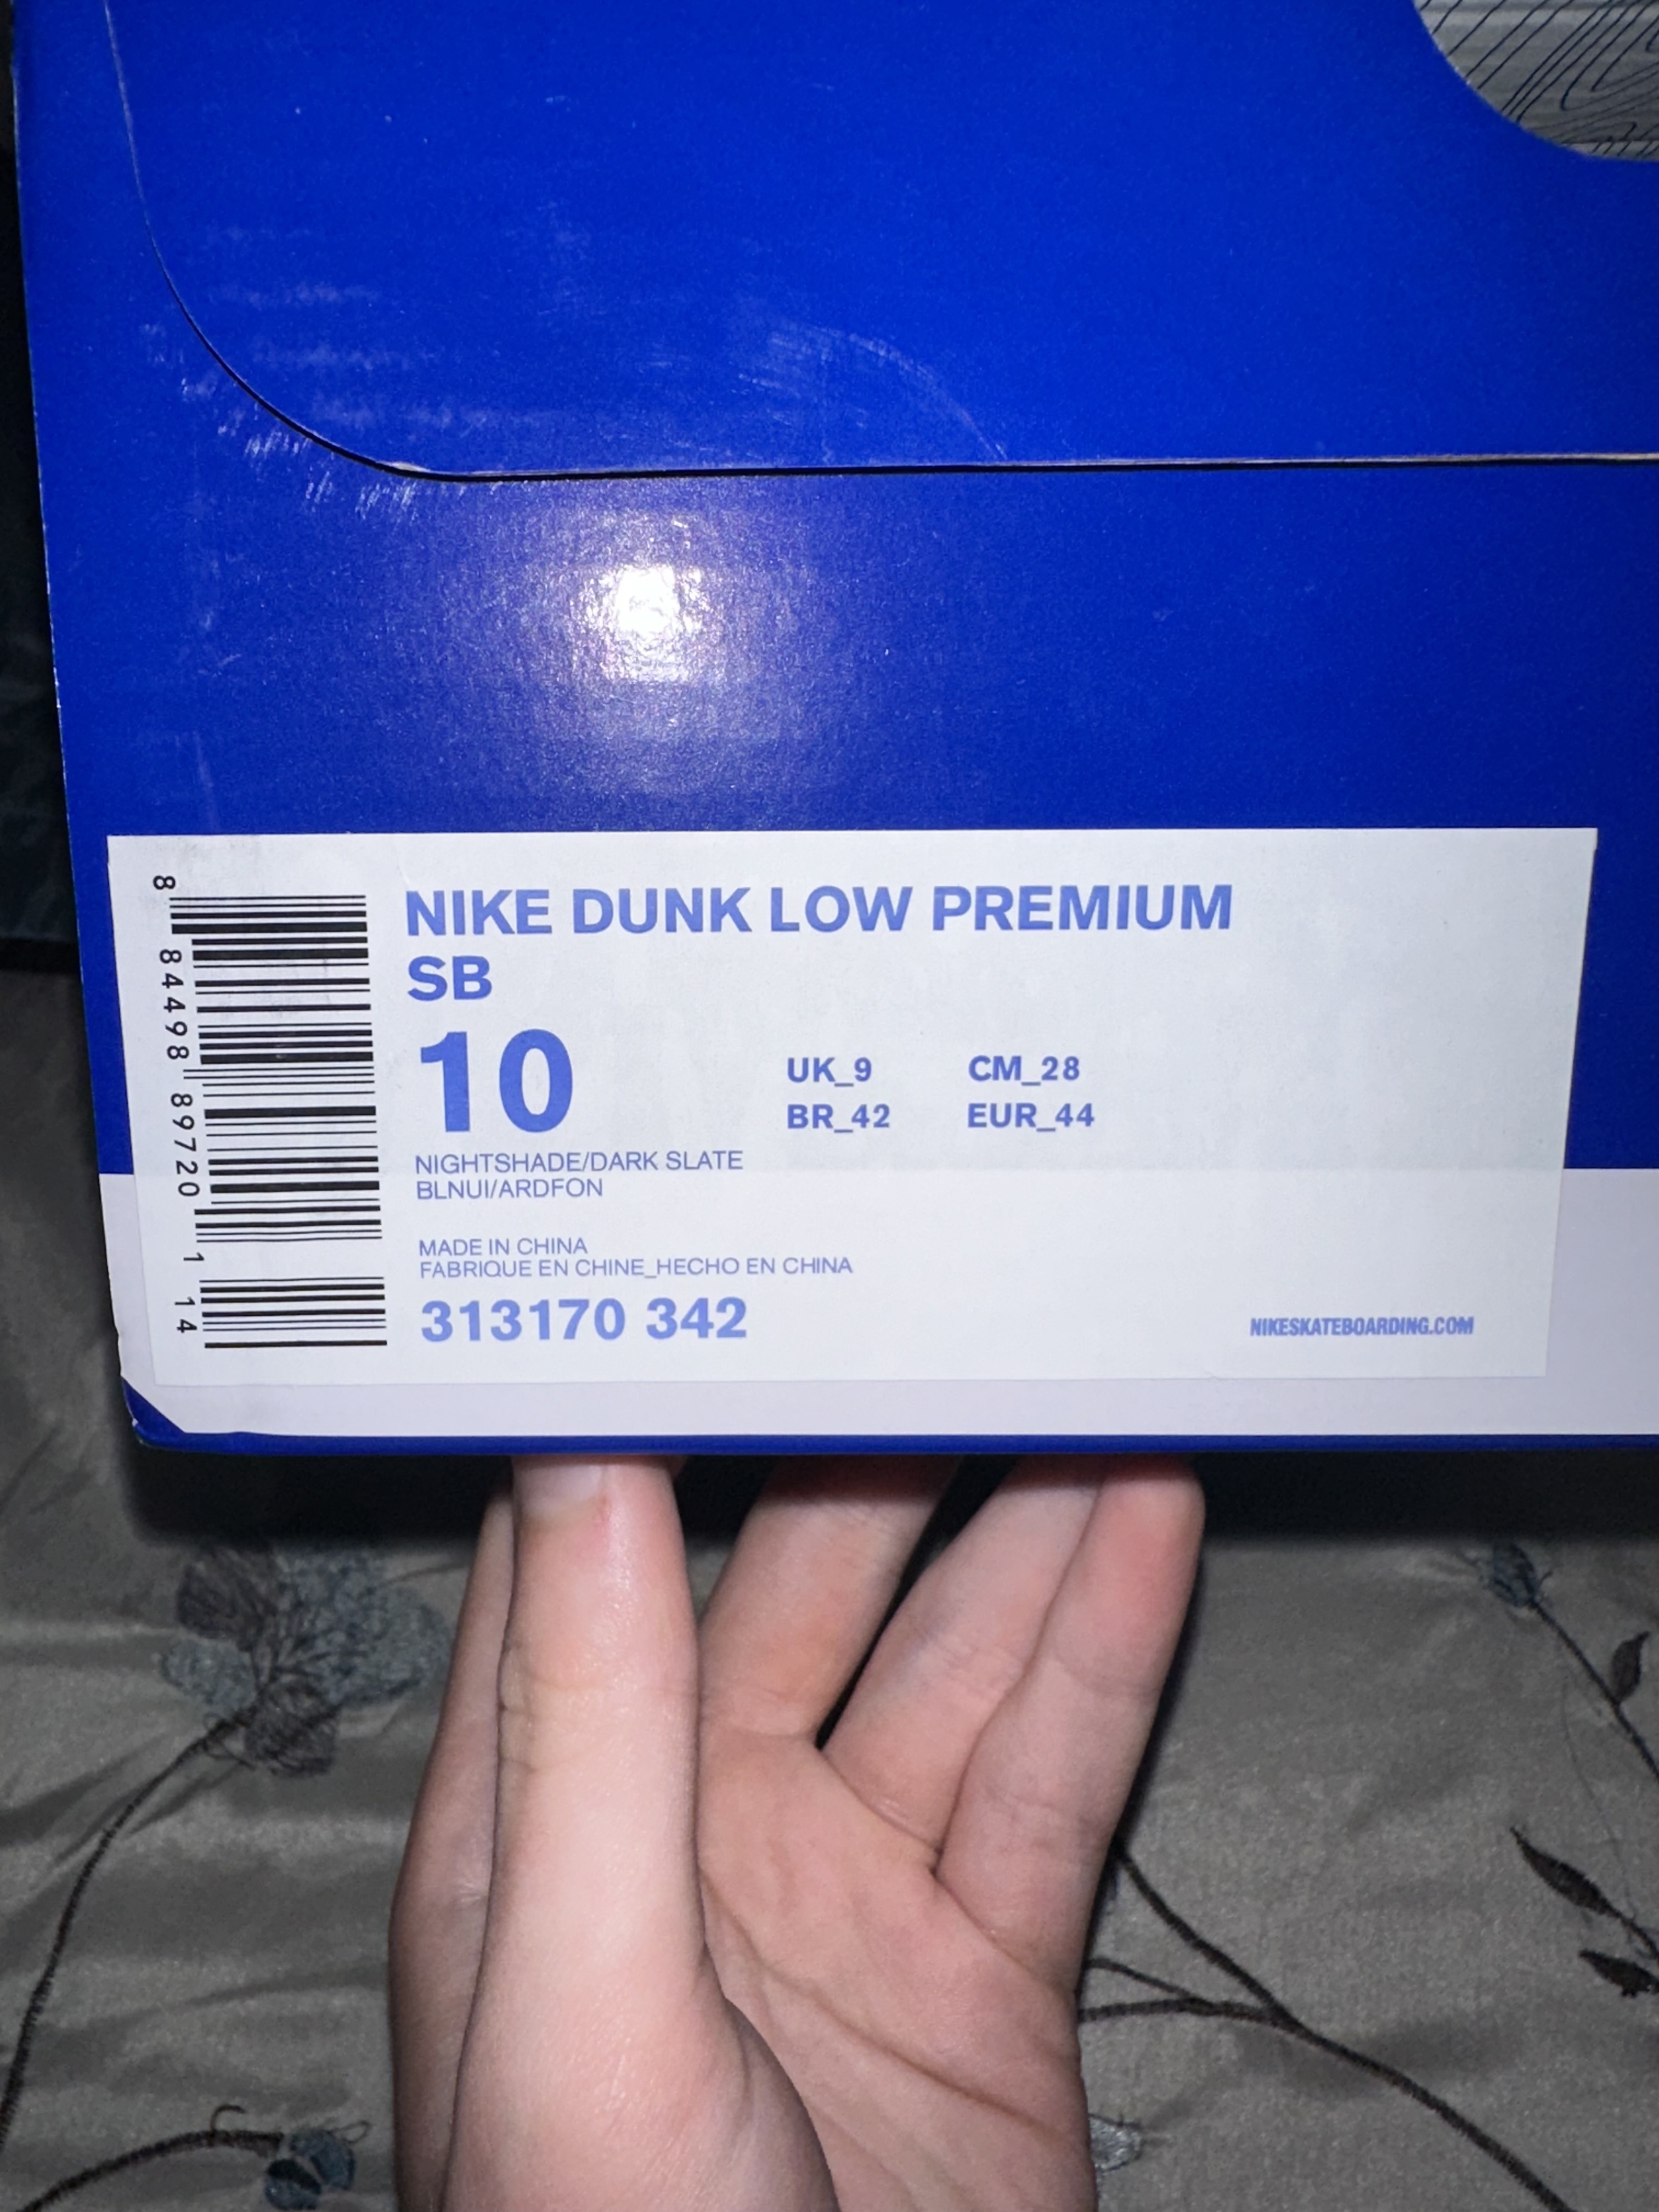 NIKE DUNK LOW PREMIUM
SB
10
UK_9 CM_28
BR_42 EUR_44
NIGHTSHADE/DARK SLATE
BLNUI/ARDFON
MADE IN CHINA
FABRIQUE EN CHINE_HECHO EN CHINA
313170 342
NIKESKATEBOARDING.COM
8 84498 89720 1 14